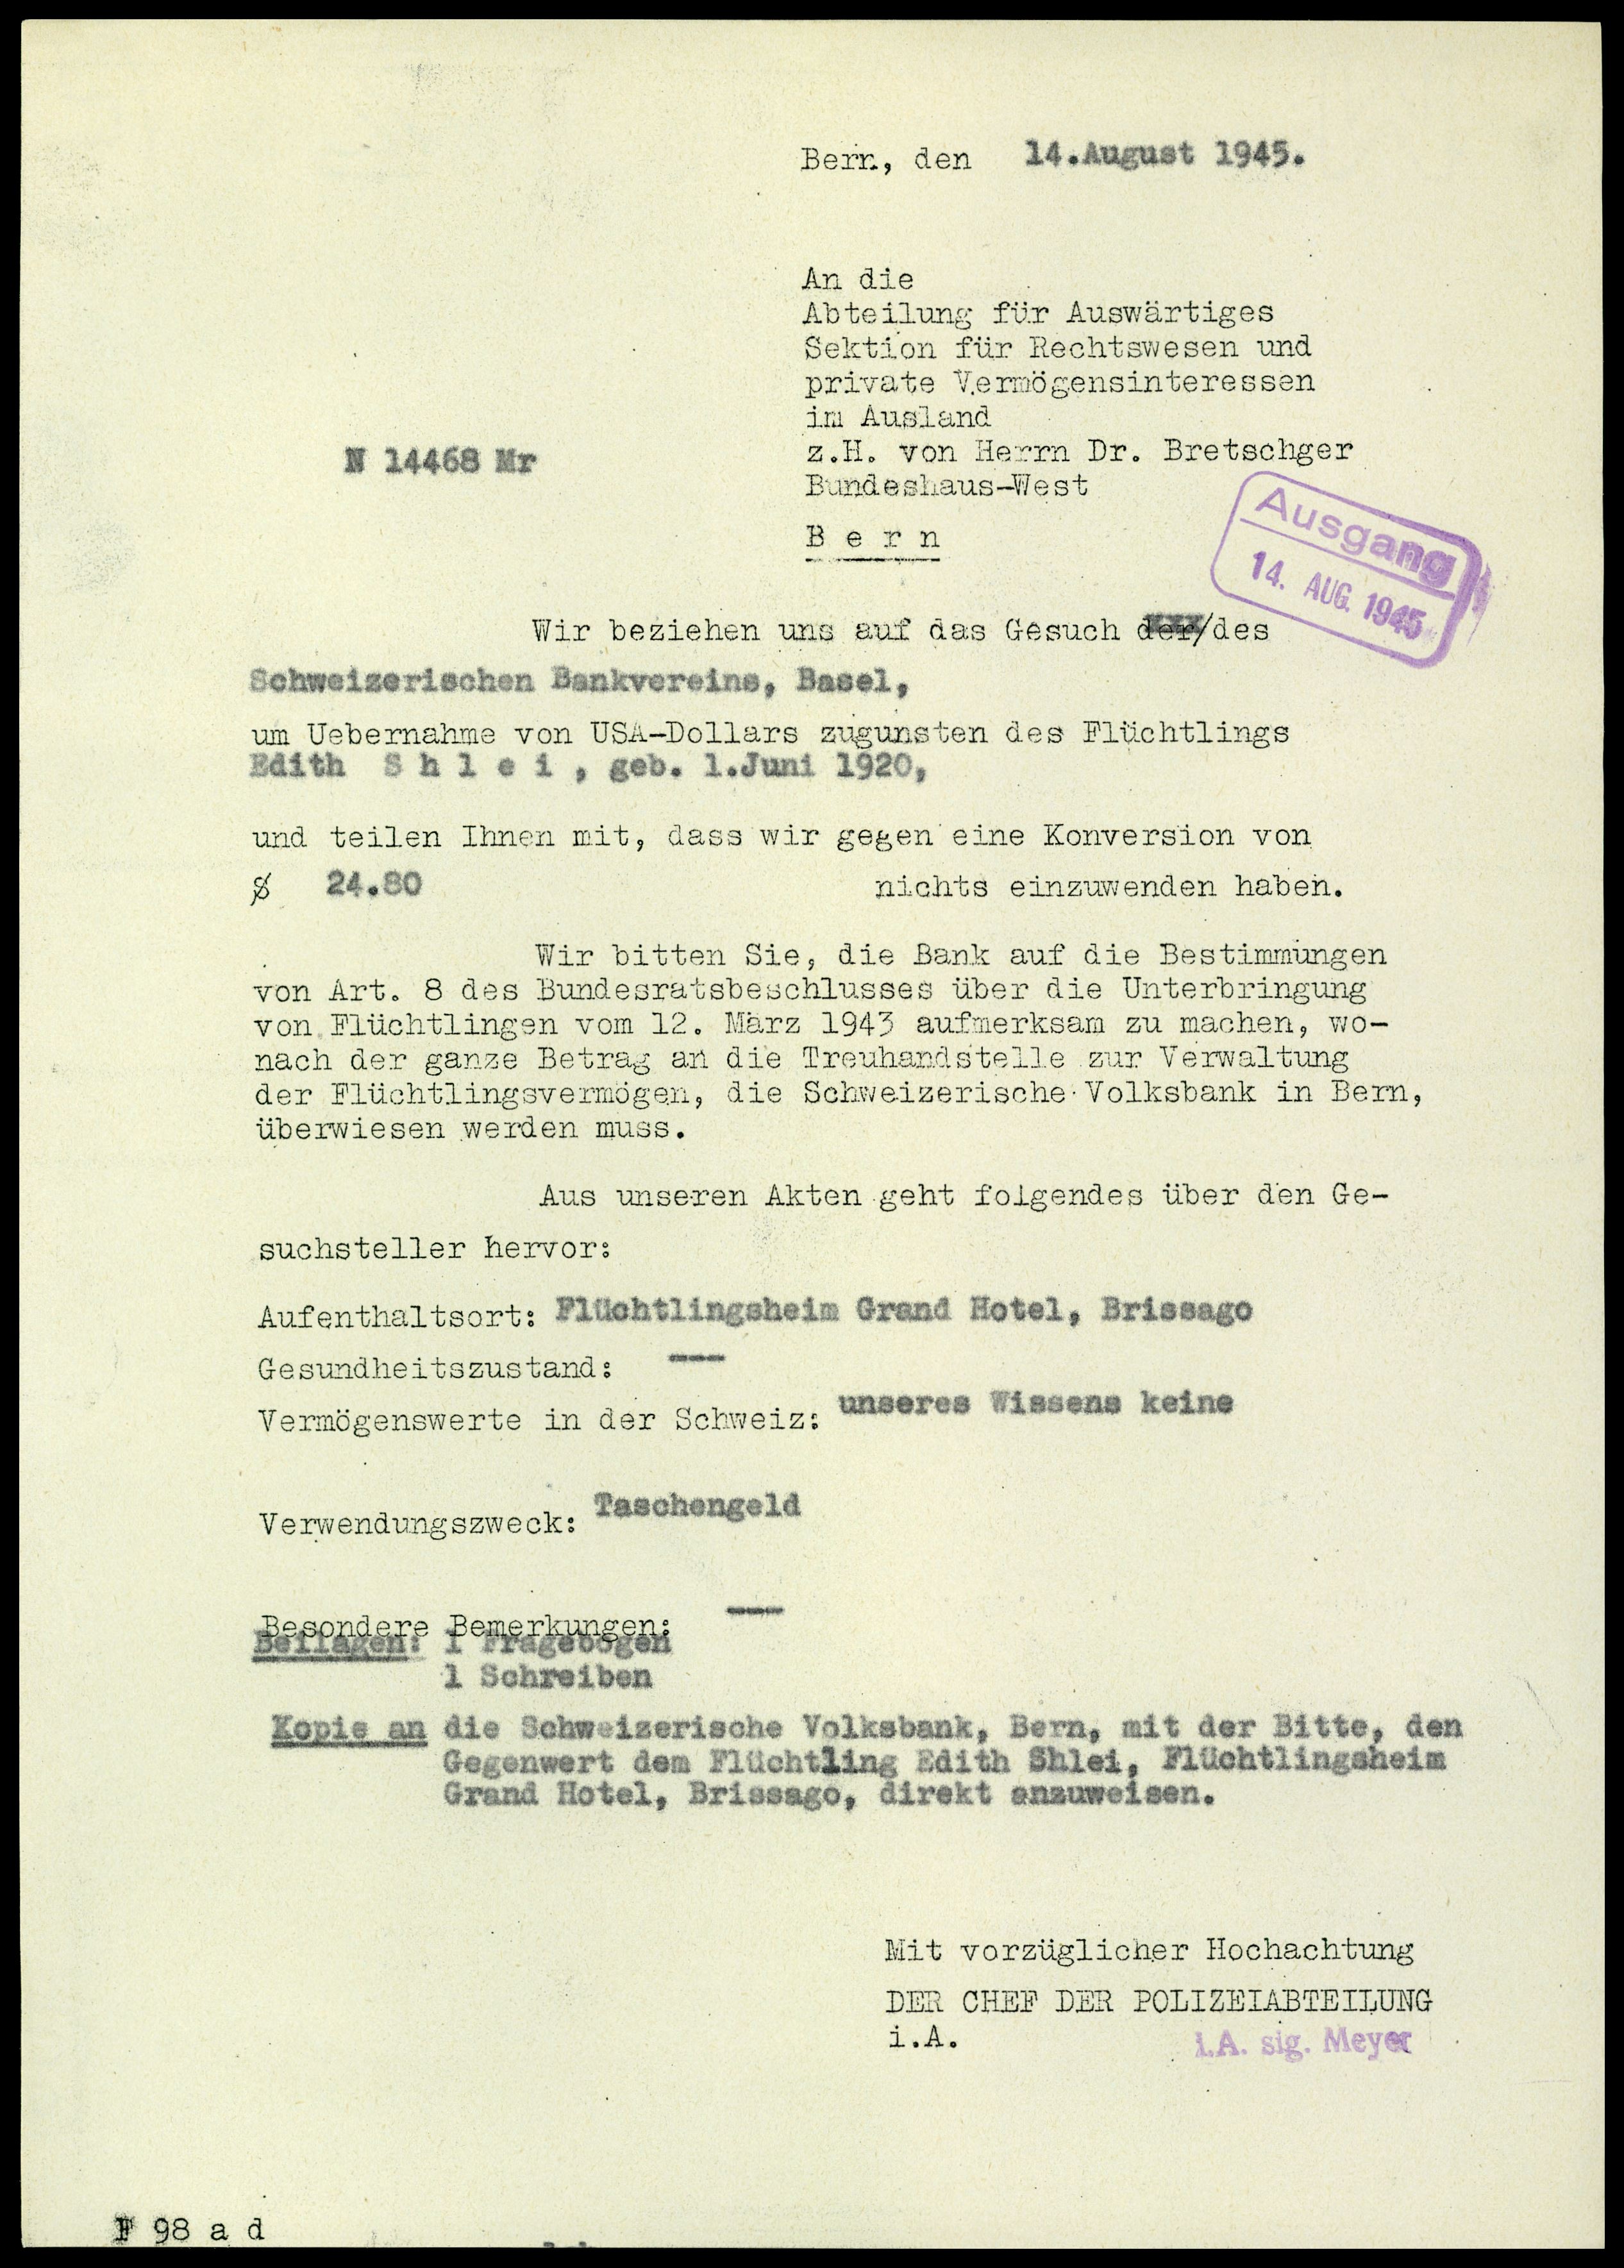 Bern, den 14.August 1945.
An die
Abteilung für Auswärtiges
Sektion für Rechtswesen und
private Vermögensinteressen
im Ausland
z.H. von Herrn Dr. Bretschger
Bundeshaus-West
B e r n
N 14468 Mr
Ausgang
14. AUG. 1945
Wir beziehen uns auf das Gesuch der/des
Schweizerischen Bankvereins, Basel,
um Uebernahme von USA-Dollars zugunsten des Flüchtlings
Edith S h l e i , geb. 1.Juni 1920,
und teilen Ihnen mit, dass wir gegen eine Konversion von
$ 24.80 nichts einzuwenden haben.
Wir bitten Sie, die Bank auf die Bestimmungen
von Art. 8 des Bundesratsbeschlusses über die Unterbringung
von Flüchtlingen vom 12. März 1943 aufmerksam zu machen, wo-
nach der ganze Betrag an die Treuhandstelle zur Verwaltung
der Flüchtlingsvermögen, die Schweizerische Volksbank in Bern,
überwiesen werden muss.
Aus unseren Akten geht folgendes über den Ge-
suchsteller hervor:
Aufenthaltsort: Flüchtlingsheim Grand Hotel, Brissago
Gesundheitszustand: ---
Vermögenswerte in der Schweiz: unseres Wissens keine
Verwendungszweck: Taschengeld
Besondere Bemerkungen: ---
Beilagen: 1 Fragebogen
1 Schreiben
Kopie an die Schweizerische Volksbank, Bern, mit der Bitte, den
Gegenwert dem Flüchtling Edith Shlei, Flüchtlingsheim
Grand Hotel, Brissago, direkt anzuweisen.
Mit vorzüglicher Hochachtung
DER CHEF DER POLIZEIABTEILUNG
i.A. i.A. sig. Meyer
F 98 a d